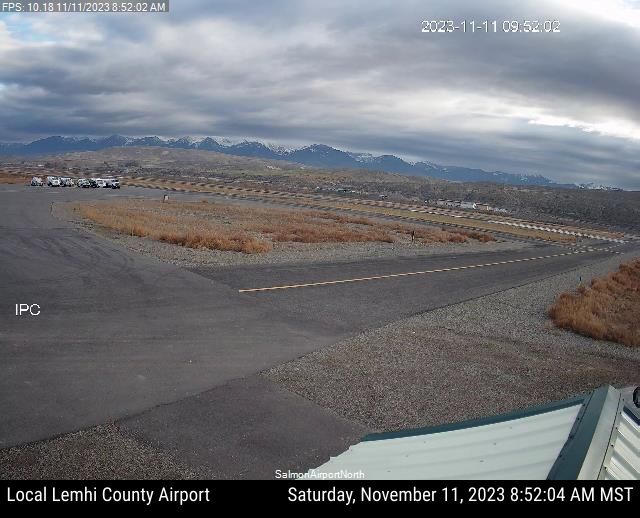 FPS: 10.18 11/11/2023 8:52:02 AM
2023-11-11 09:52:02
IPC
SalmonAirportNorth
Local Lemhi County Airport Saturday, November 11, 2023 8:52:04 AM MST